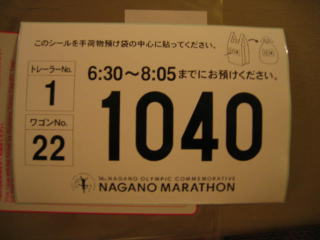 このシールを手荷物預け袋の中心に貼ってください。
トレーラーNo.
1
6:30〜8:05までにお預けください。
ワゴンNo.
22
1040
NAGANO OLYMPIC COMMEMORATIVE
NAGANO MARATHON